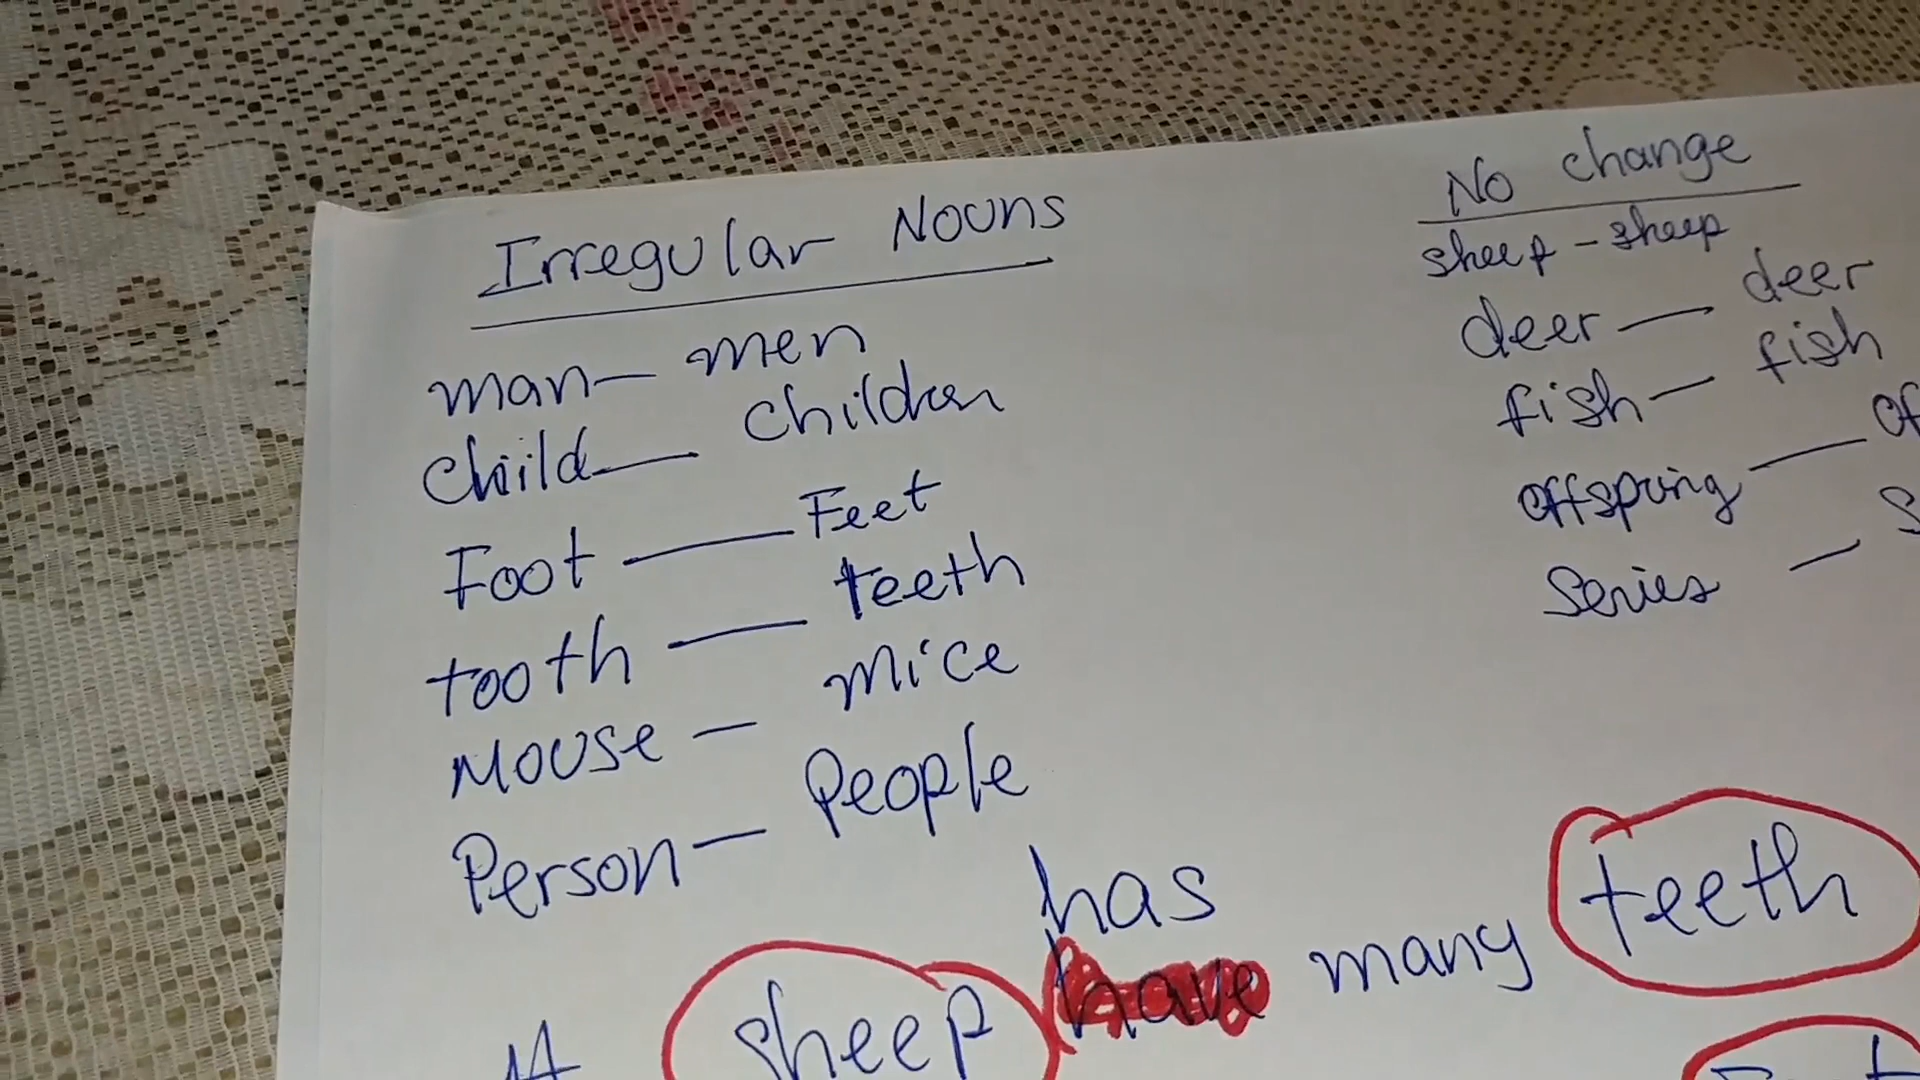 Irregular Nouns
man — men
child — children
Foot — Feet
tooth — teeth
Mouse — mice
Person — People
No change
sheep - sheep
deer — deer
fish — fish
offspring — of
Series — S
has
A sheep have many teeth